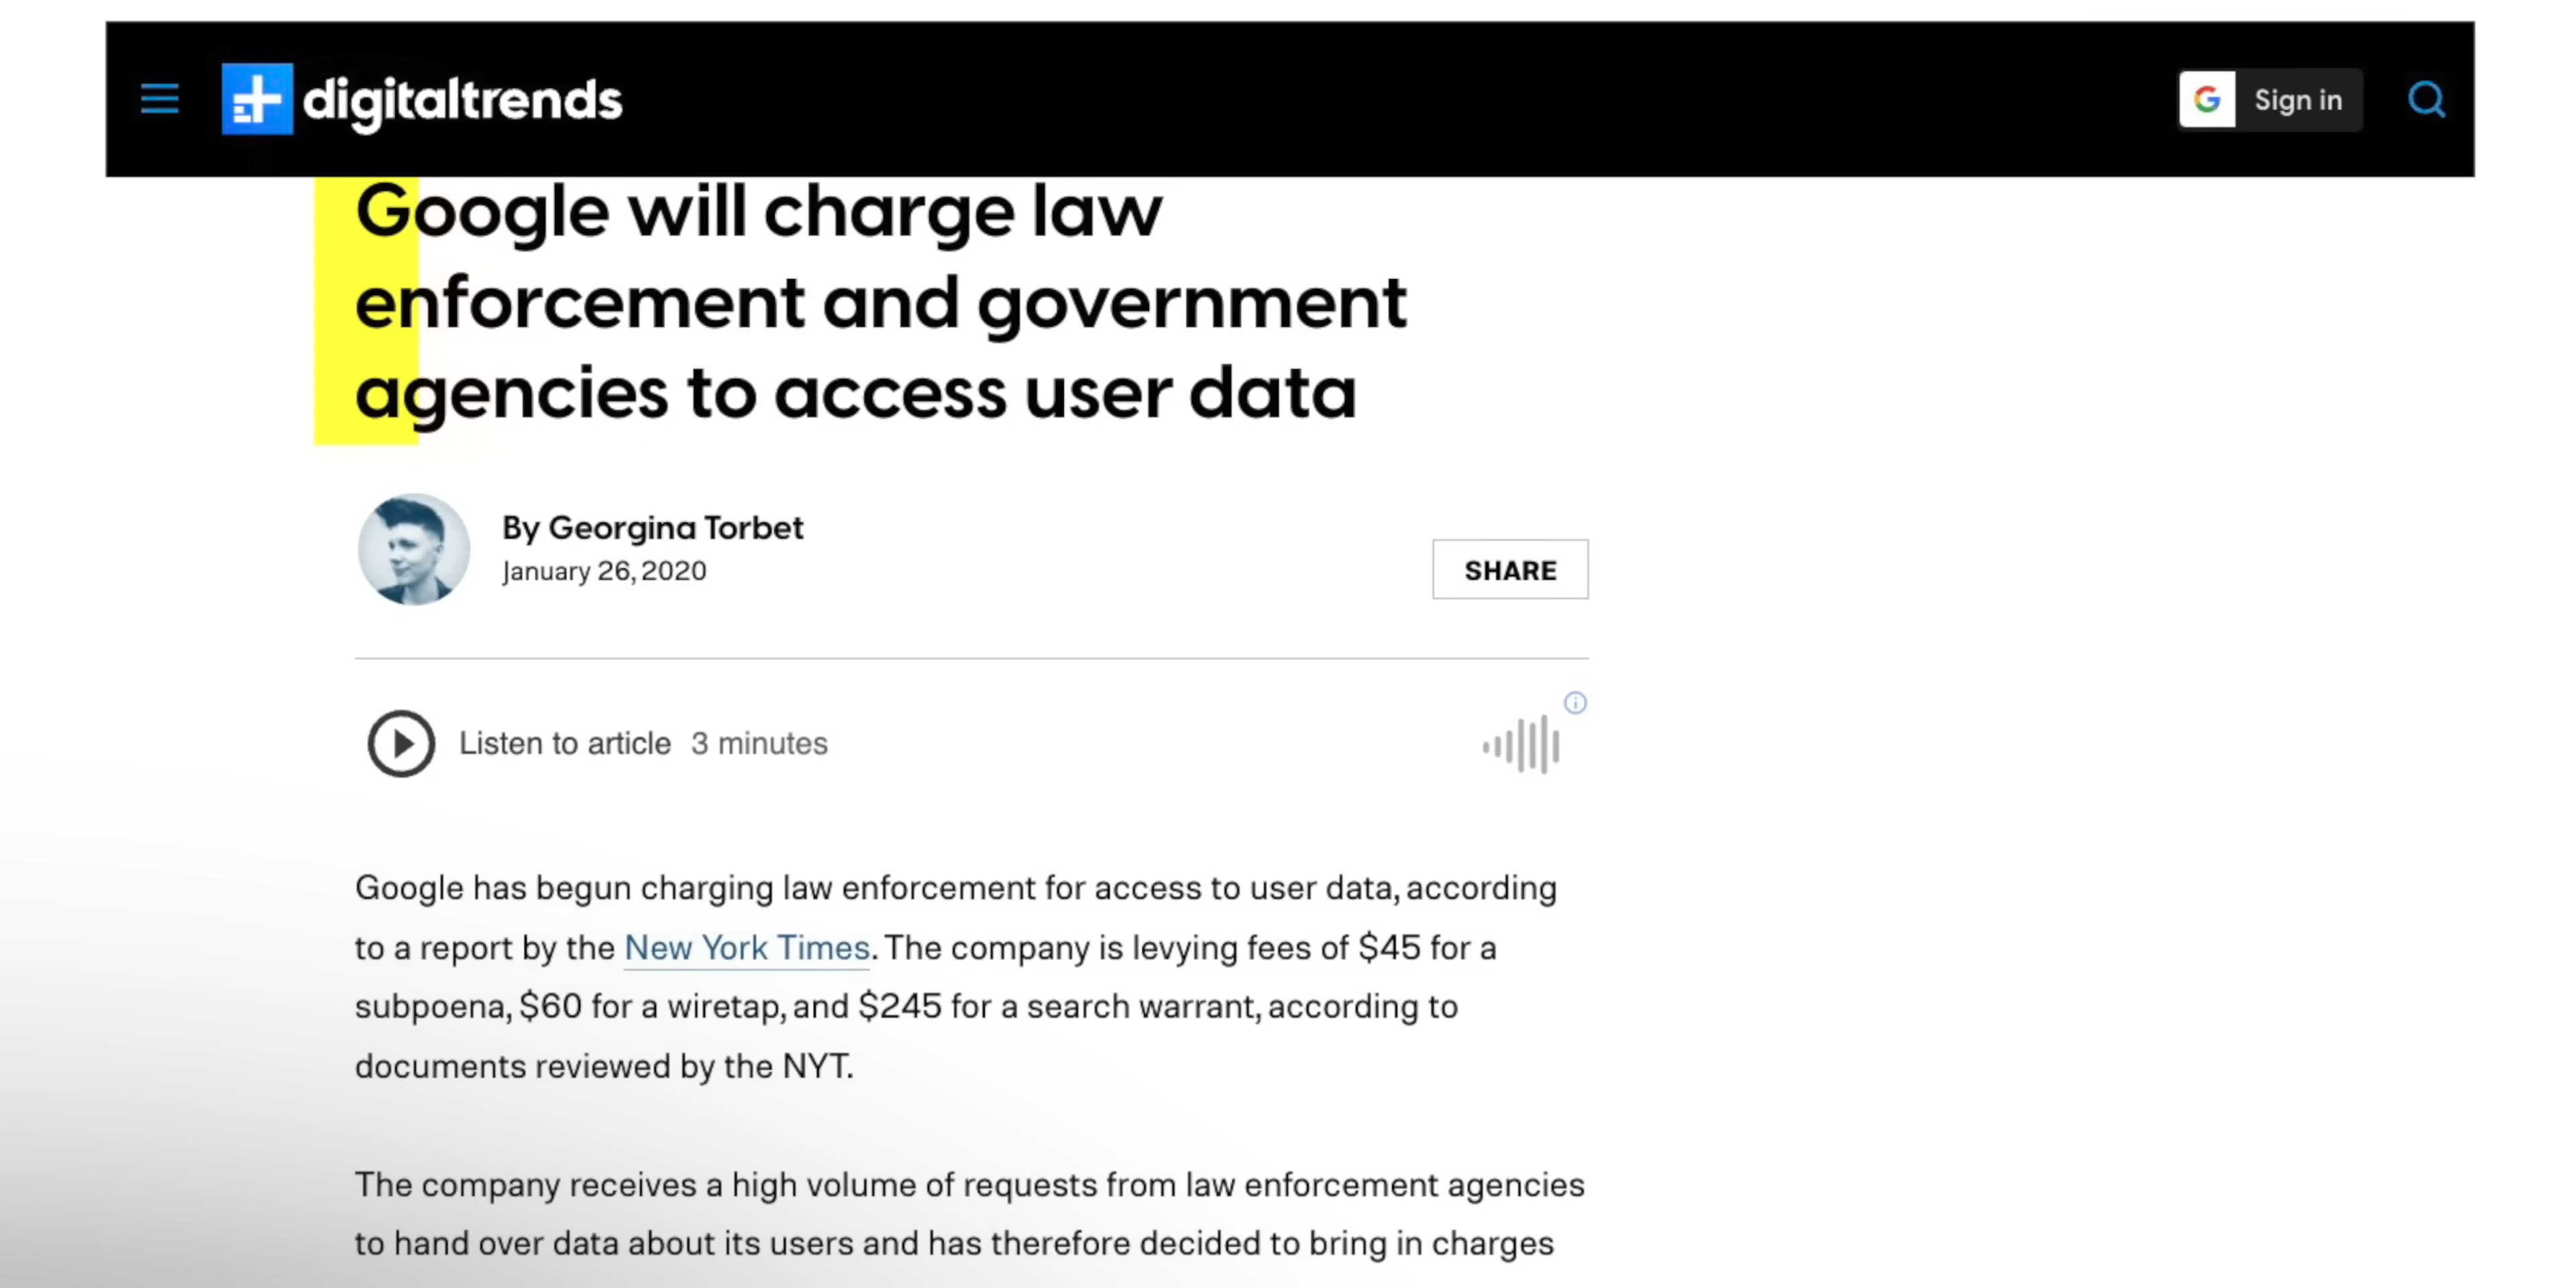 digitaltrends
Sign in
Google will charge law
enforcement and government
agencies to access user data
By Georgina Torbet
January 26, 2020
SHARE
Listen to article 3 minutes
Google has begun charging law enforcement for access to user data, according
to a report by the New York Times. The company is levying fees of $45 for a
subpoena, $60 for a wiretap, and $245 for a search warrant, according to
documents reviewed by the NYT.
The company receives a high volume of requests from law enforcement agencies
to hand over data about its users and has therefore decided to bring in charges